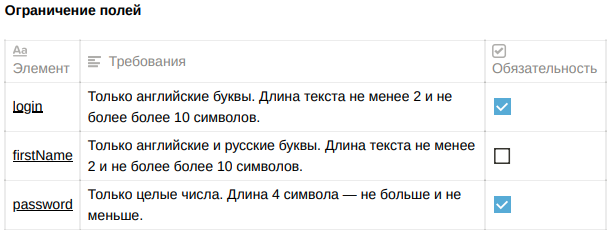 Ограничение полей
Aa
Элемент
Требования
Обязательность
login
Только английские буквы. Длина текста не менее 2 и не
более более 10 символов.
firstName
Только английские и русские буквы. Длина текста не менее
2 и не более более 10 символов.
password
Только целые числа. Длина 4 символа — не больше и не
меньше.